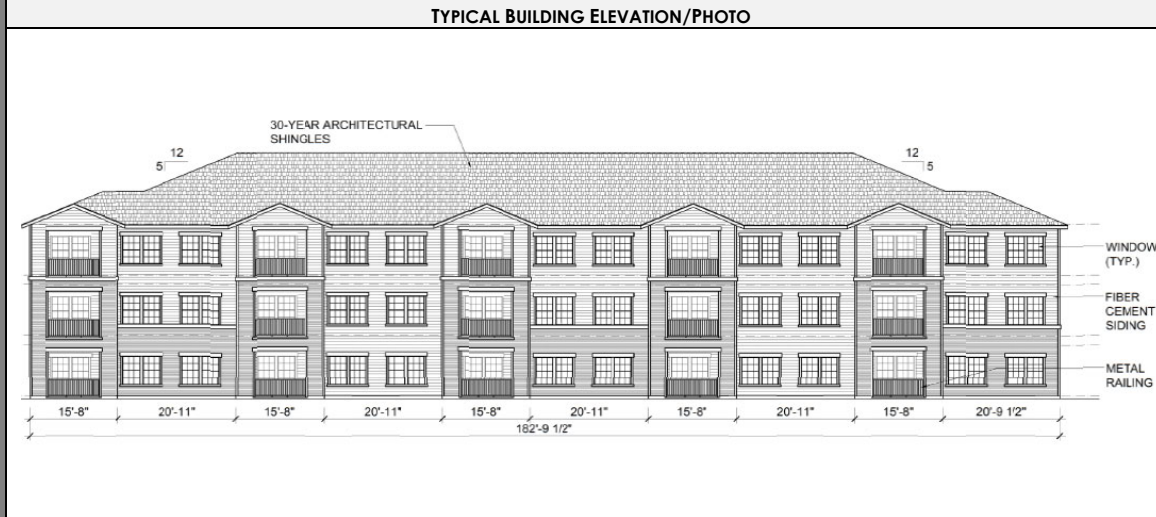 TYPICAL BUILDING ELEVATION/PHOTO
30-YEAR ARCHITECTURAL
SHINGLES
12
5
12
5
WINDOW
(TYP.)
FIBER
CEMENT
SIDING
METAL
RAILING
15'-8" 20'-11" 15'-8" 20'-11" 15'-8" 20'-11" 15'-8" 20'-11" 15'-8" 20'-9 1/2"
182'-9 1/2"